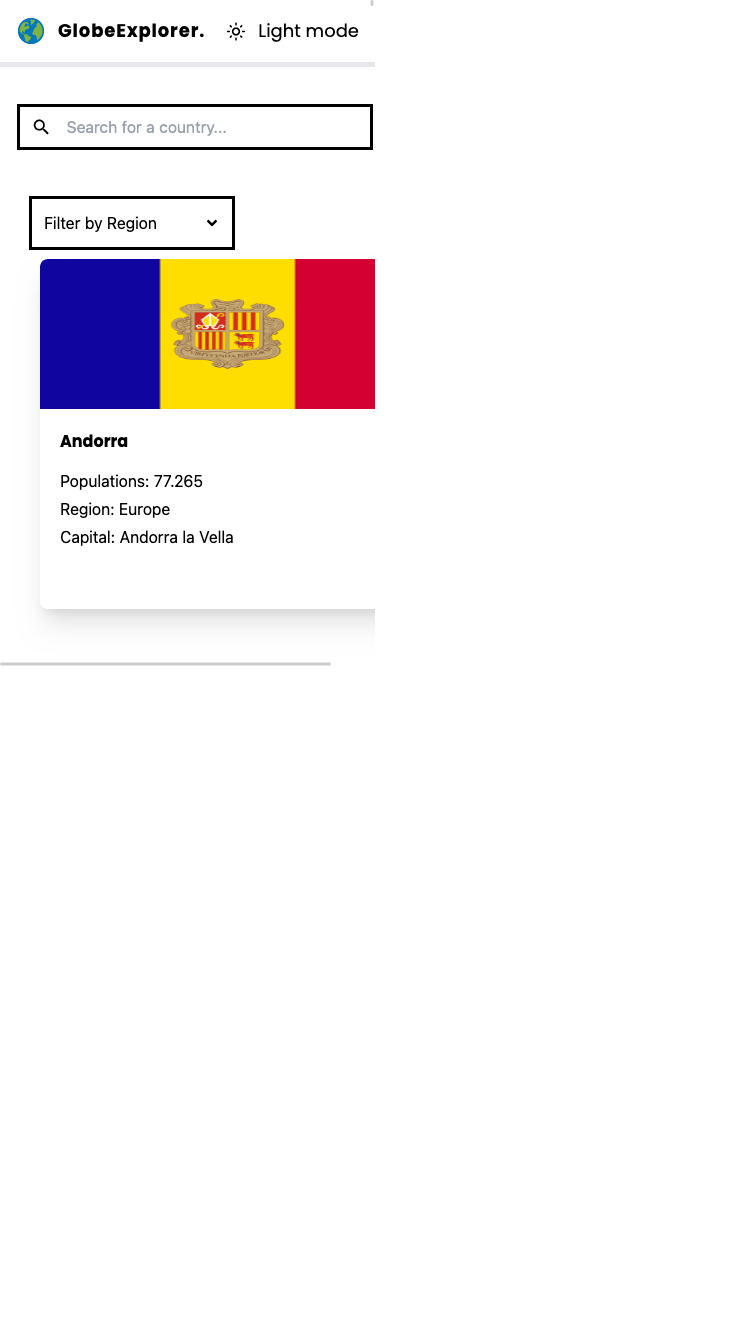 GlobeExplorer.
Light mode
Search for a country...
Filter by Region
Andorra
Populations: 77.265
Region: Europe
Capital: Andorra la Vella